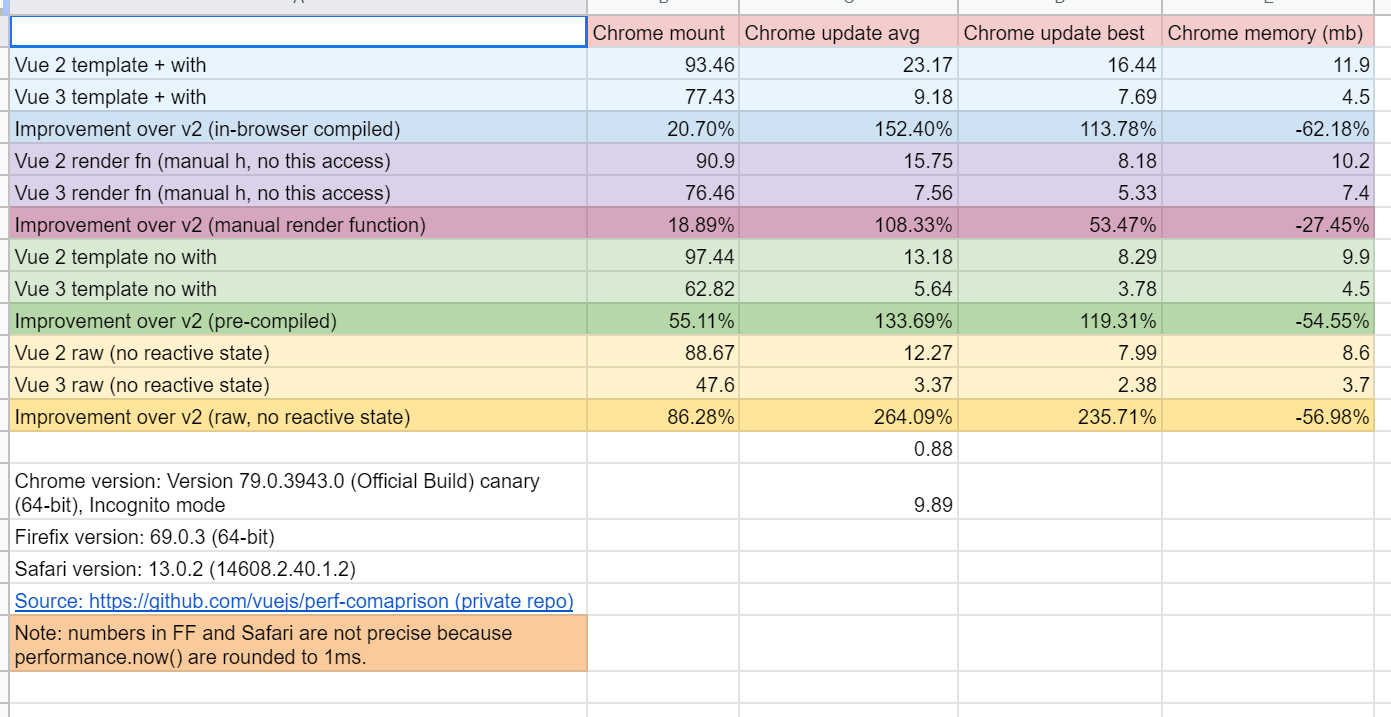 Chrome mount Chrome update avg Chrome update best Chrome memory (mb)
Vue 2 template + with 93.46 23.17 16.44 11.9
Vue 3 template + with 77.43 9.18 7.69 4.5
Improvement over v2 (in-browser compiled) 20.70% 152.40% 113.78% -62.18%
Vue 2 render fn (manual h, no this access) 90.9 15.75 8.18 10.2
Vue 3 render fn (manual h, no this access) 76.46 7.56 5.33 7.4
Improvement over v2 (manual render function) 18.89% 108.33% 53.47% -27.45%
Vue 2 template no with 97.44 13.18 8.29 9.9
Vue 3 template no with 62.82 5.64 3.78 4.5
Improvement over v2 (pre-compiled) 55.11% 133.69% 119.31% -54.55%
Vue 2 raw (no reactive state) 88.67 12.27 7.99 8.6
Vue 3 raw (no reactive state) 47.6 3.37 2.38 3.7
Improvement over v2 (raw, no reactive state) 86.28% 264.09% 235.71% -56.98%
0.88
Chrome version: Version 79.0.3943.0 (Official Build) canary
(64-bit), Incognito mode 9.89
Firefix version: 69.0.3 (64-bit)
Safari version: 13.0.2 (14608.2.40.1.2)
Source: https://github.com/vuejs/perf-comaprison (private repo)
Note: numbers in FF and Safari are not precise because
performance.now() are rounded to 1ms.